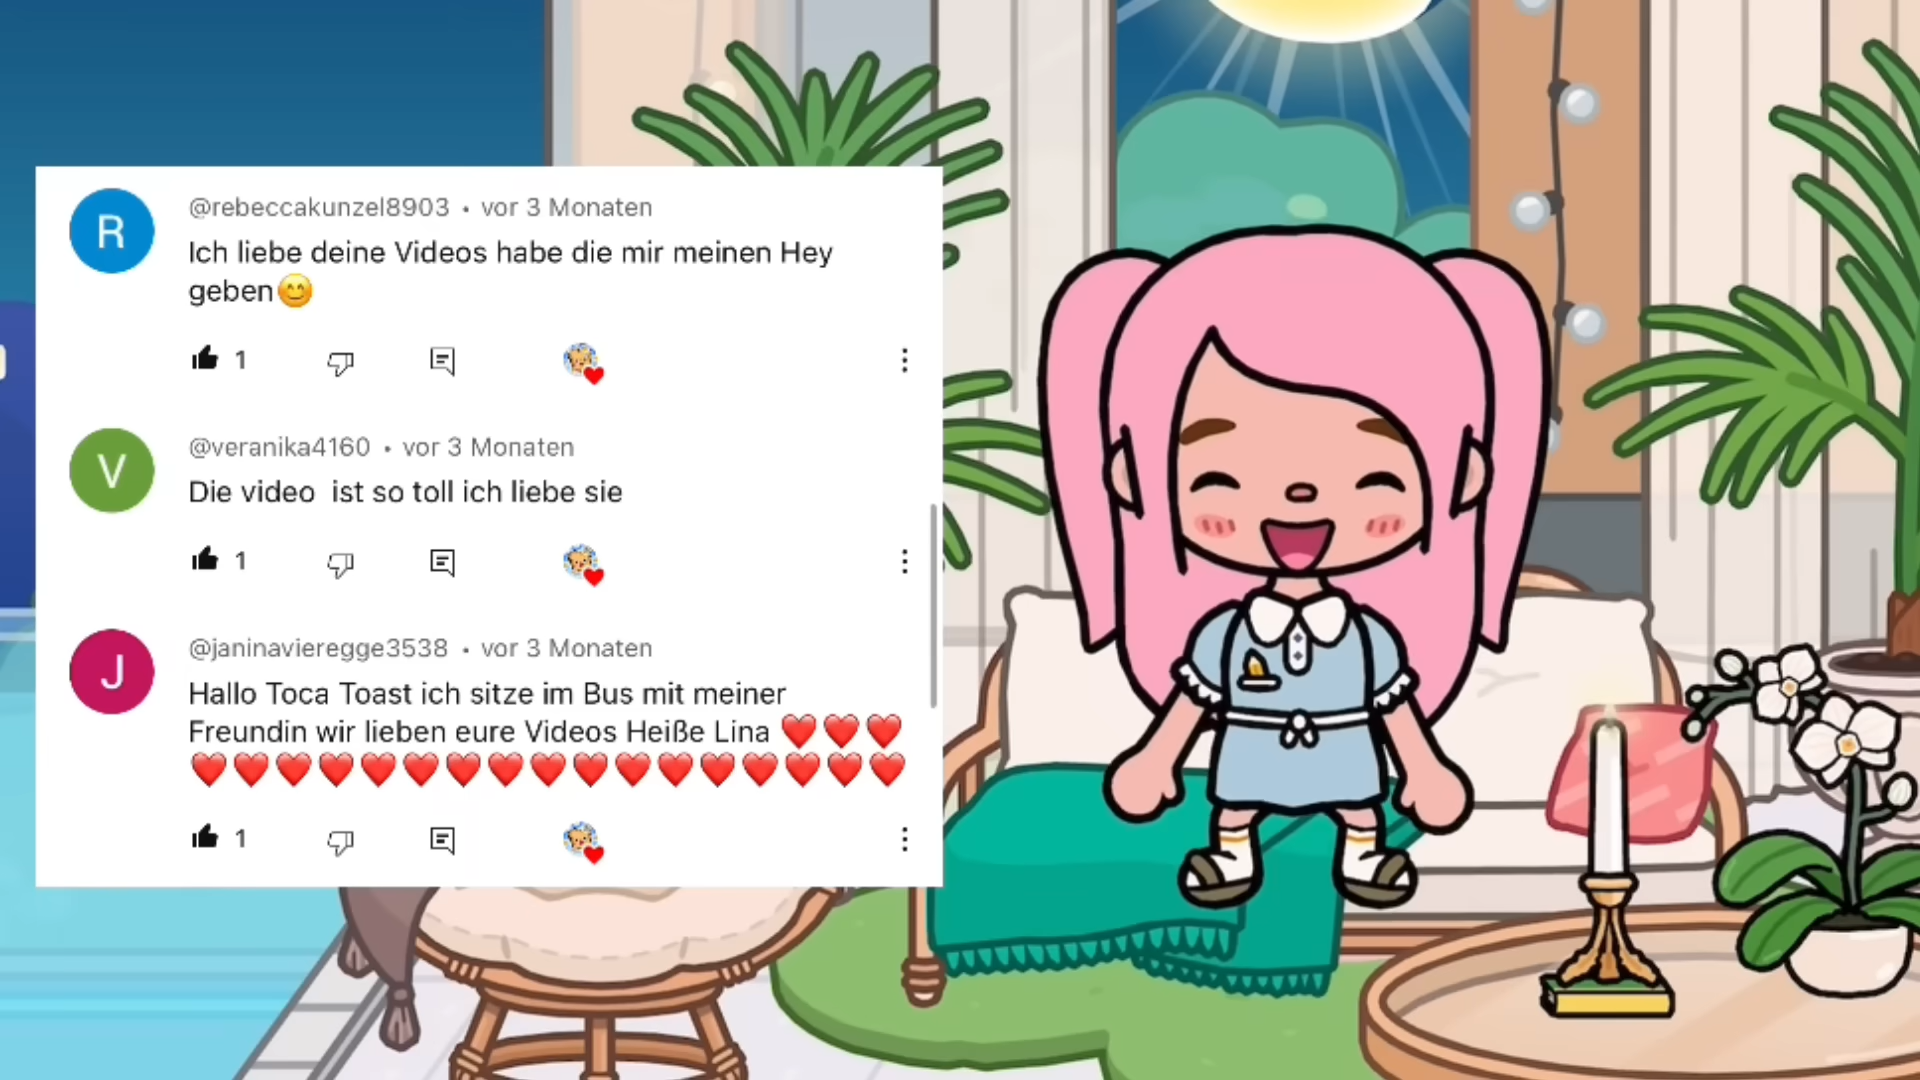 R
@rebeccakunzel8903 • vor 3 Monaten
Ich liebe deine Videos habe die mir meinen Hey
geben😊
1
V
@veranika4160 • vor 3 Monaten
Die video  ist so toll ich liebe sie
1
J
@janinavieregge3538 • vor 3 Monaten
Hallo Toca Toast ich sitze im Bus mit meiner
Freundin wir lieben eure Videos Heiße Lina ❤️❤️❤️
❤️❤️❤️❤️❤️❤️❤️❤️❤️❤️❤️❤️❤️❤️❤️❤️❤️
1